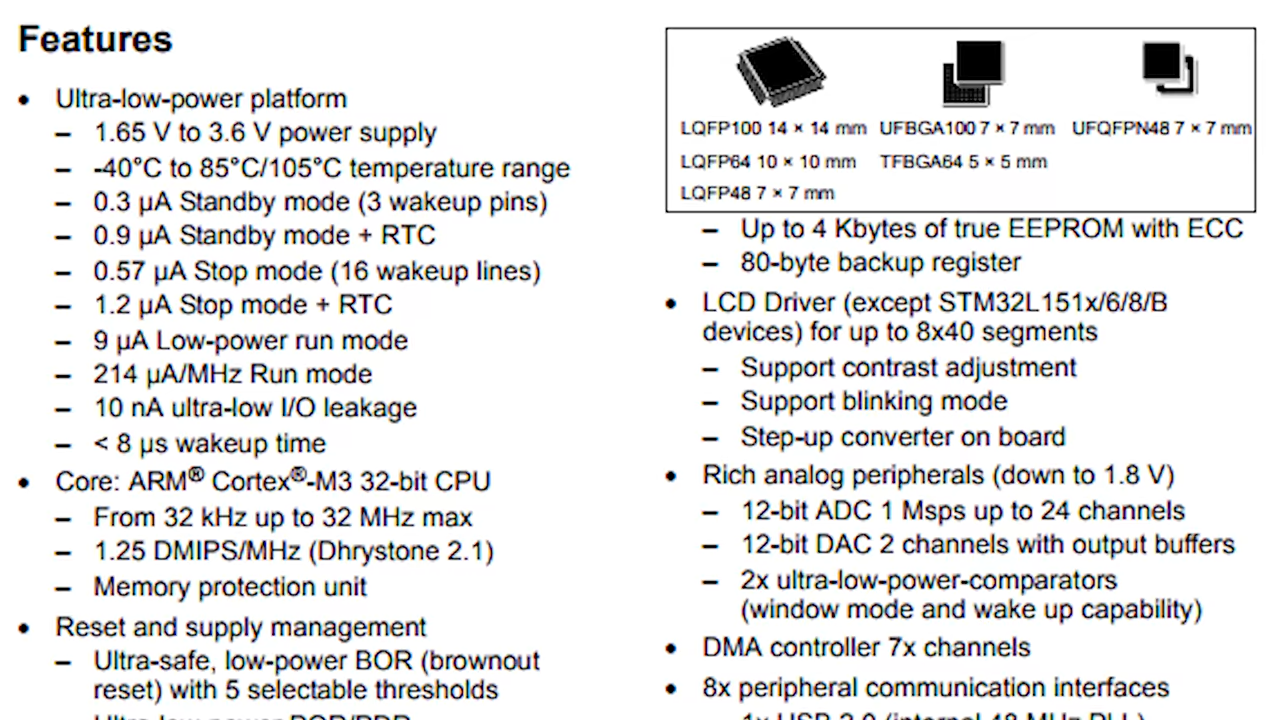 Features
• Ultra-low-power platform
– 1.65 V to 3.6 V power supply
– -40°C to 85°C/105°C temperature range
– 0.3 µA Standby mode (3 wakeup pins)
– 0.9 µA Standby mode + RTC
– 0.57 µA Stop mode (16 wakeup lines)
– 1.2 µA Stop mode + RTC
– 9 µA Low-power run mode
– 214 µA/MHz Run mode
– 10 nA ultra-low I/O leakage
– < 8 µs wakeup time
• Core: ARM® Cortex®-M3 32-bit CPU
– From 32 kHz up to 32 MHz max
– 1.25 DMIPS/MHz (Dhrystone 2.1)
– Memory protection unit
• Reset and supply management
– Ultra-safe, low-power BOR (brownout
reset) with 5 selectable thresholds
LQFP100 14 × 14 mm UFBGA100 7 × 7 mm UFQFPN48 7 × 7 mm
LQFP64 10 × 10 mm TFBGA64 5 × 5 mm
LQFP48 7 × 7 mm
– Up to 4 Kbytes of true EEPROM with ECC
– 80-byte backup register
• LCD Driver (except STM32L151x/6/8/B
devices) for up to 8x40 segments
– Support contrast adjustment
– Support blinking mode
– Step-up converter on board
• Rich analog peripherals (down to 1.8 V)
– 12-bit ADC 1 Msps up to 24 channels
– 12-bit DAC 2 channels with output buffers
– 2x ultra-low-power-comparators
(window mode and wake up capability)
• DMA controller 7x channels
• 8x peripheral communication interfaces